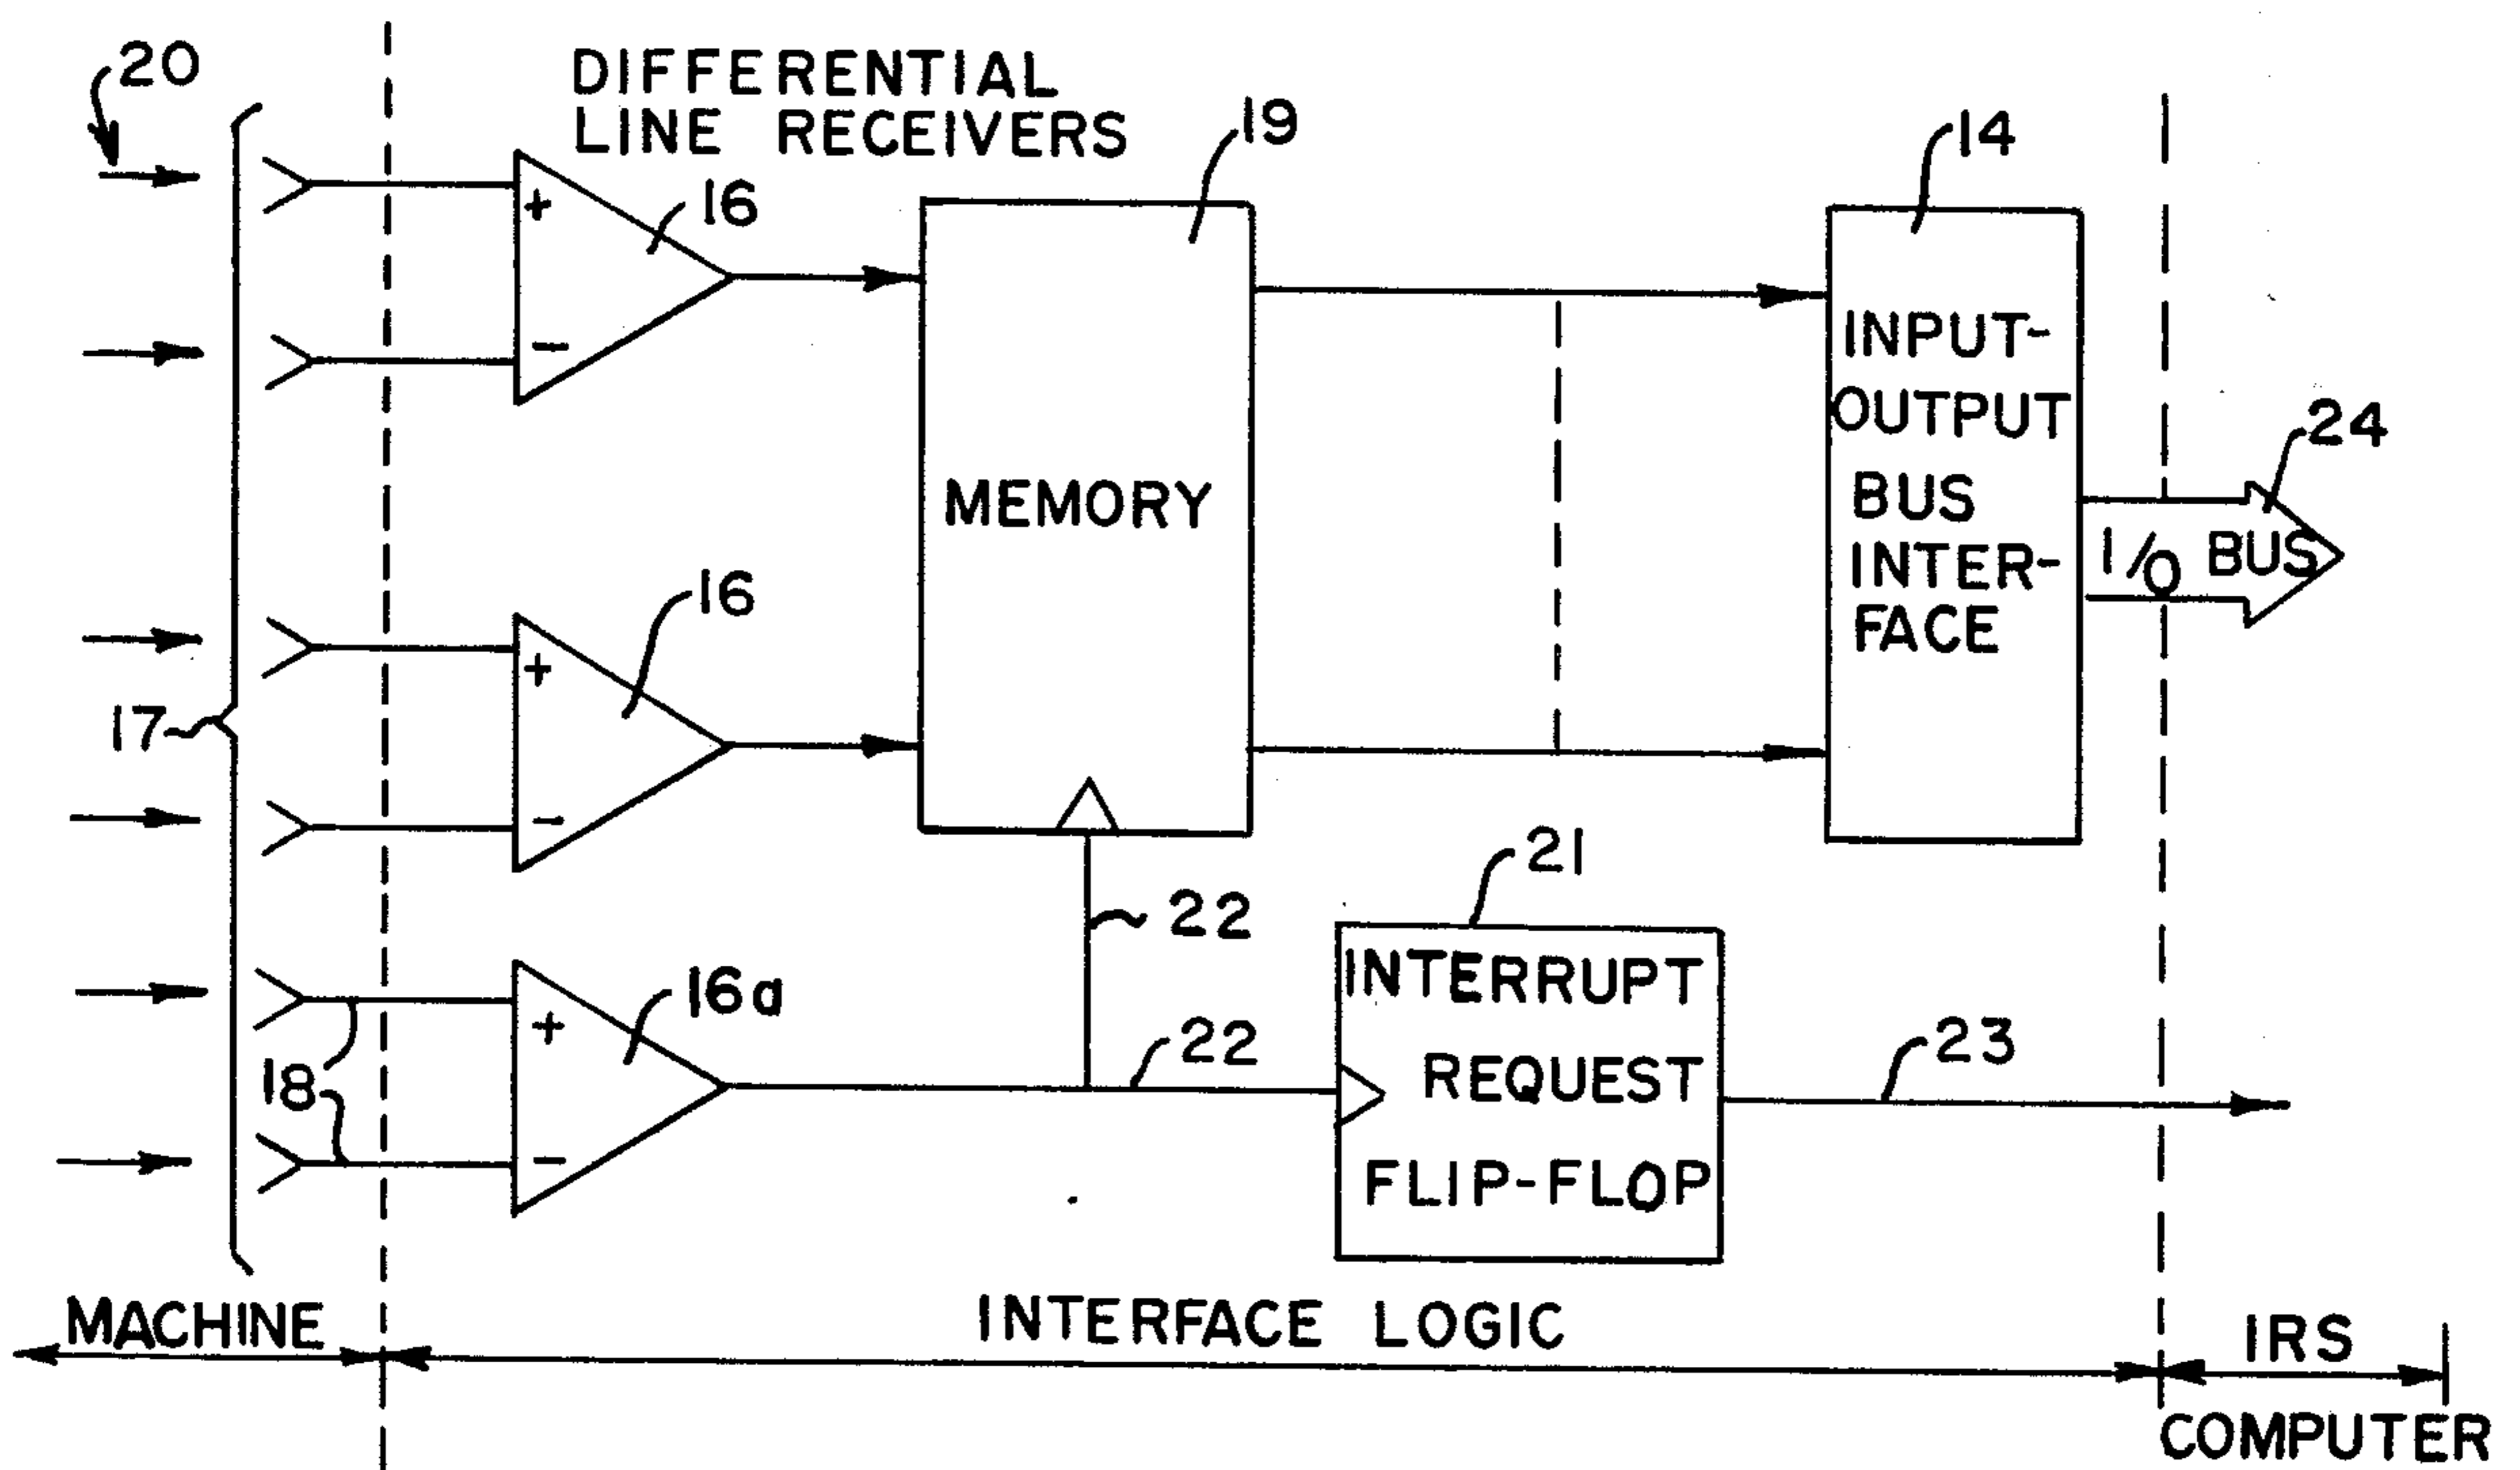 20
DIFFERENTIAL
LINE RECEIVERS
19
14
16
+
-
INPUT-
OUTPUT
BUS
INTER-
FACE
24
I/O BUS
MEMORY
16
+
-
17
21
22
INTERRUPT
REQUEST
FLIP-FLOP
16a
+
-
22
23
18
MACHINE
INTERFACE LOGIC
IRS
COMPUTER